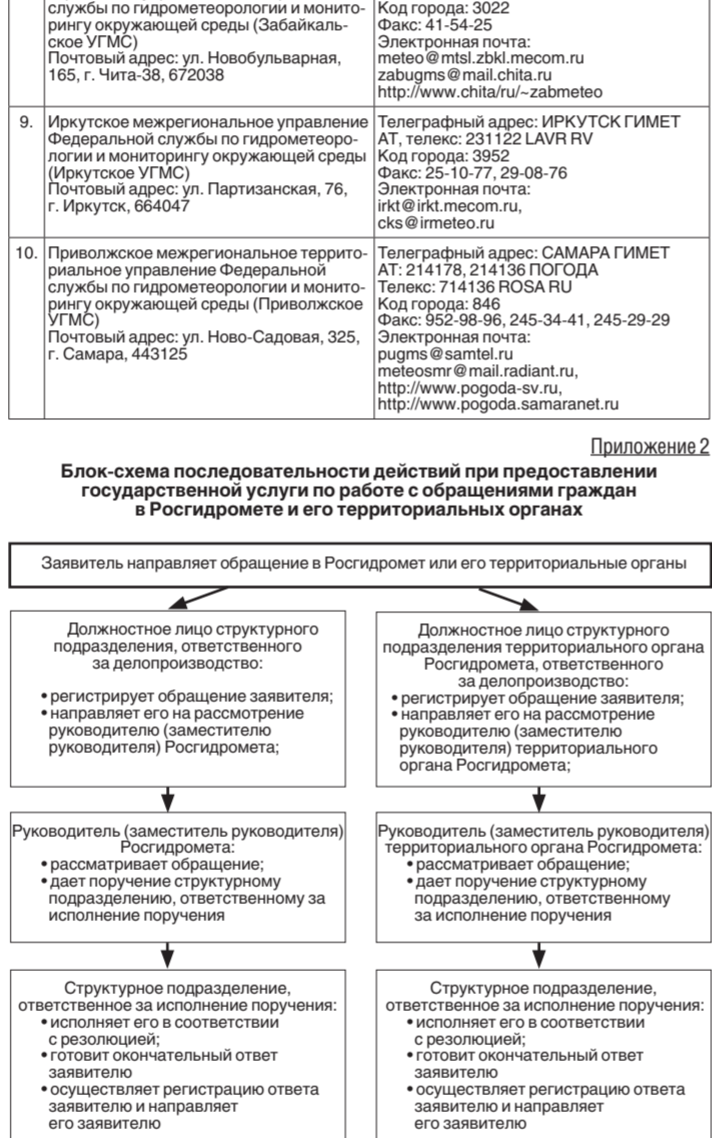 службы по гидрометеорологии и монито-
рингу окружающей среды (Забайкаль-
ское УГМС)
Почтовый адрес: ул. Новобульварная,
165, г. Чита-38, 672038
Код города: 3022
Факс: 41-54-25
Электронная почта:
meteo@mtsl.zbkl.mecom.ru
zabugms@mail.chita.ru
http://www.chita/ru/~zabmeteo
9.
Иркутское межрегиональное управление
Федеральной службы по гидрометеоро-
логии и мониторингу окружающей среды
(Иркутское УГМС)
Почтовый адрес: ул. Партизанская, 76,
г. Иркутск, 664047
Телеграфный адрес: ИРКУТСК ГИМЕТ
АТ, телекс: 231122 LAVR RV
Код города: 3952
Факс: 25-10-77, 29-08-76
Электронная почта:
irkt@irkt.mecom.ru,
cks@irmeteo.ru
10.
Приволжское межрегиональное террито-
риальное управление Федеральной
службы по гидрометеорологии и монито-
рингу окружающей среды (Приволжское
УГМС)
Почтовый адрес: ул. Ново-Садовая, 325,
г. Самара, 443125
Телеграфный адрес: САМАРА ГИМЕТ
АТ: 214178, 214136 ПОГОДА
Телекс: 714136 ROSA RU
Код города: 846
Факс: 952-98-96, 245-34-41, 245-29-29
Электронная почта:
pugms@samtel.ru
meteosmr@mail.radiant.ru,
http://www.pogoda-sv.ru,
http://www.pogoda.samaranet.ru
Приложение 2
Блок-схема последовательности действий при предоставлении
государственной услуги по работе с обращениями граждан
в Росгидромете и его территориальных органах
Заявитель направляет обращение в Росгидромет или его территориальные органы
Должностное лицо структурного
подразделения, ответственного
за делопроизводство:
• регистрирует обращение заявителя;
• направляет его на рассмотрение
руководителю (заместителю
руководителя) Росгидромета;
Должностное лицо структурного
подразделения территориального органа
Росгидромета, ответственного
за делопроизводство:
• регистрирует обращение заявителя;
• направляет его на рассмотрение
руководителю (заместителю
руководителя) территориального
органа Росгидромета;
Руководитель (заместитель руководителя)
Росгидромета:
• рассматривает обращение;
• дает поручение структурному
подразделению, ответственному за
исполнение поручения
Руководитель (заместитель руководителя)
территориального органа Росгидромета:
• рассматривает обращение;
• дает поручение структурному
подразделению, ответственному
за исполнение поручения
Структурное подразделение,
ответственное за исполнение поручения:
• исполняет его в соответствии
с резолюцией;
• готовит окончательный ответ
заявителю
• осуществляет регистрацию ответа
заявителю и направляет
его заявителю
Структурное подразделение,
ответственное за исполнение поручения:
• исполняет его в соответствии
с резолюцией;
• готовит окончательный ответ
заявителю
• осуществляет регистрацию ответа
заявителю и направляет
его заявителю